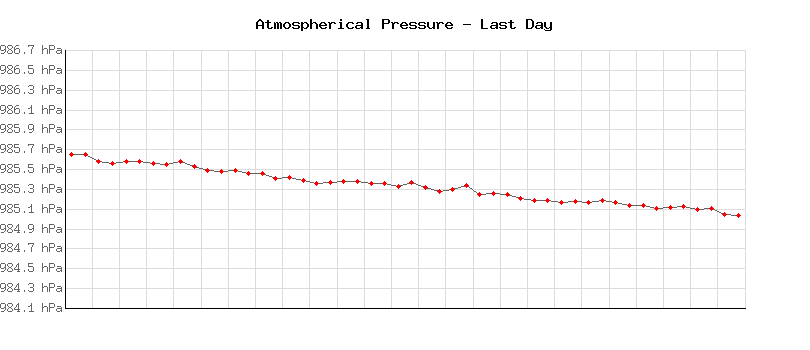 Atmospherical Pressure - Last Day
986.7 hPa
986.5 hPa
986.3 hPa
986.1 hPa
985.9 hPa
985.7 hPa
985.5 hPa
985.3 hPa
985.1 hPa
984.9 hPa
984.7 hPa
984.5 hPa
984.3 hPa
984.1 hPa